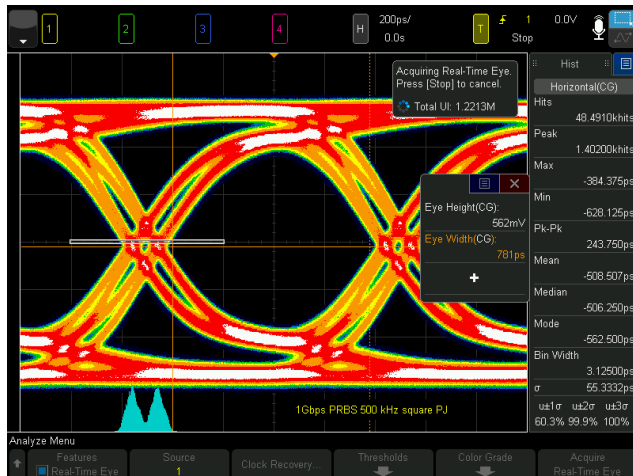 1 2 3 4 H 200ps/ 0.0s T 1 0.0V Stop
Acquiring Real-Time Eye.
Press [Stop] to cancel.
Total UI: 1.2213M
Eye Height(CG):
562mV
Eye Width(CG):
781ps
+
1Gbps PRBS 500 kHz square PJ
Hist
Horizontal(CG)
Hits
48.4910khits
Peak
1.40200khits
Max
-384.375ps
Min
-628.125ps
Pk-Pk
243.750ps
Mean
-508.507ps
Median
-506.250ps
Mode
-562.500ps
Bin Width
3.12500ps
σ
55.3332ps
u±1σ u±2σ u±3σ
60.3% 99.9% 100%
Analyze Menu
Features
Real-Time Eye
Source
1
Clock Recovery...
Thresholds
Color Grade
Acquire
Real-Time Eye